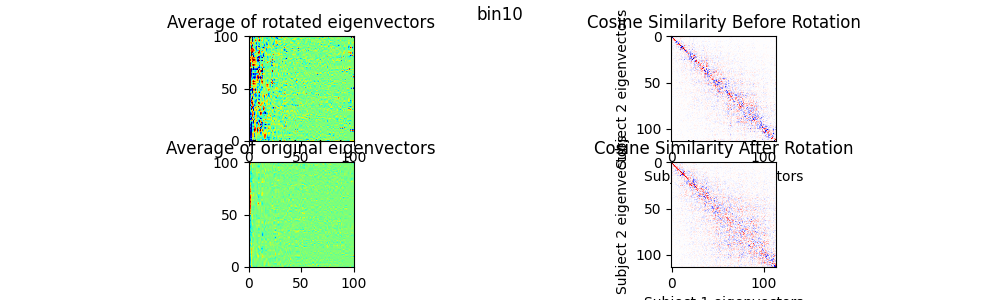 bin10
Average of rotated eigenvectors
100
50
0
0 50 100
Cosine Similarity Before Rotation
Subject 2 eigenvectors
0
50
100
0 100
Average of original eigenvectors
100
50
0
0 50 100
Cosine Similarity After Rotation
Subject 2 eigenvectors
0
50
100
0 100
Subject 1 eigenvectors